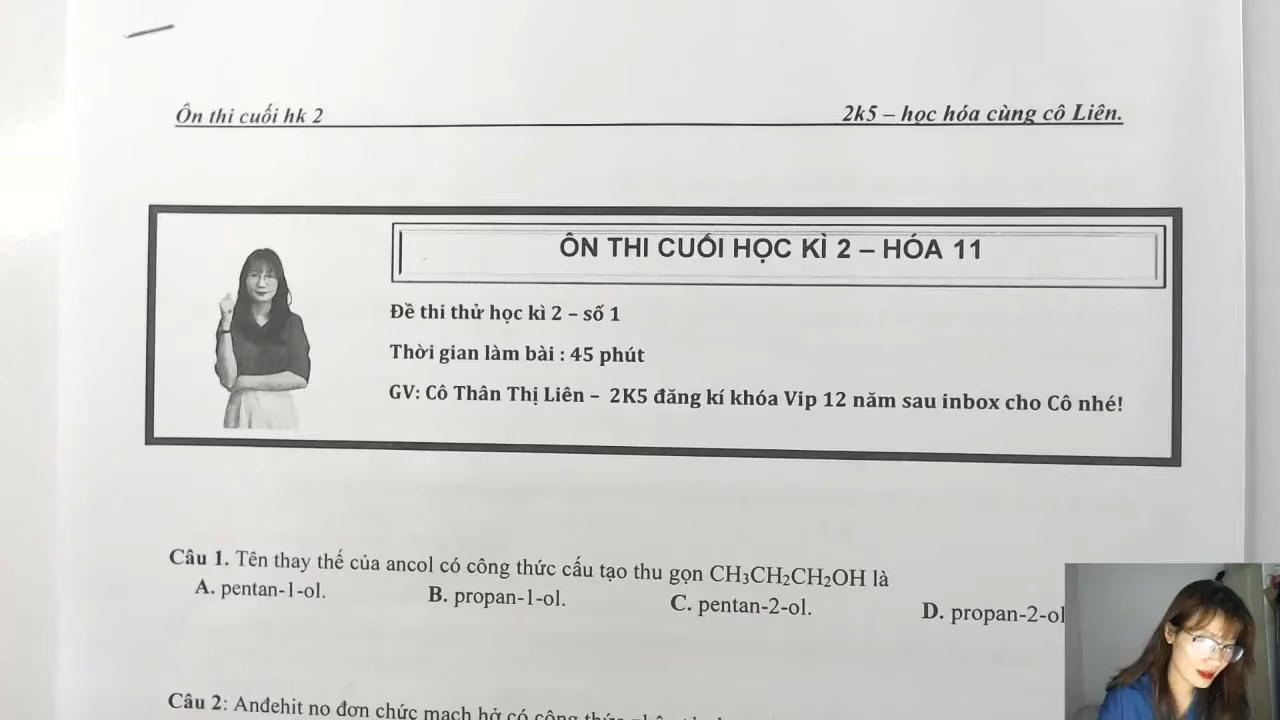 Ôn thi cuối hk 2
2k5 – học hóa cùng cô Liên.
ÔN THI CUỐI HỌC KÌ 2 – HÓA 11
Đề thi thử học kì 2 – số 1
Thời gian làm bài : 45 phút
GV: Cô Thân Thị Liên – 2K5 đăng kí khóa Vip 12 năm sau inbox cho Cô nhé!
Câu 1. Tên thay thế của ancol có công thức cấu tạo thu gọn CH₃CH₂CH₂OH là
A. pentan-1-ol. B. propan-1-ol. C. pentan-2-ol. D. propan-2-ol
Câu 2: Anđehit no đơn chức mạch hở có công thức